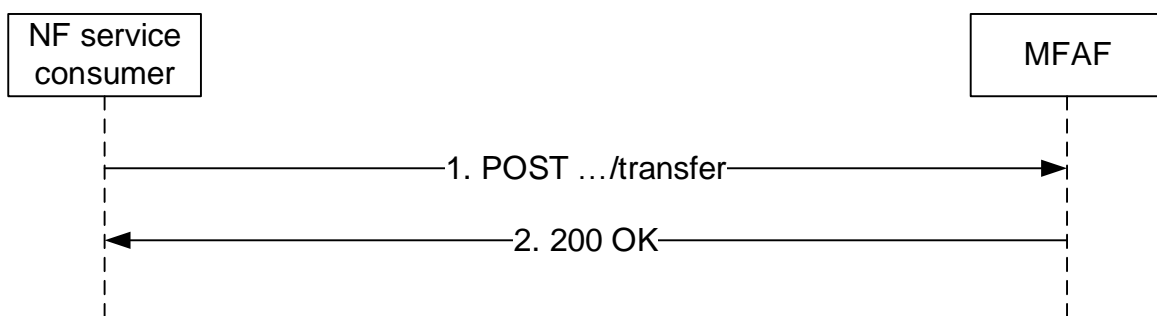 NF service
consumer
MFAF
1. POST …/transfer
2. 200 OK